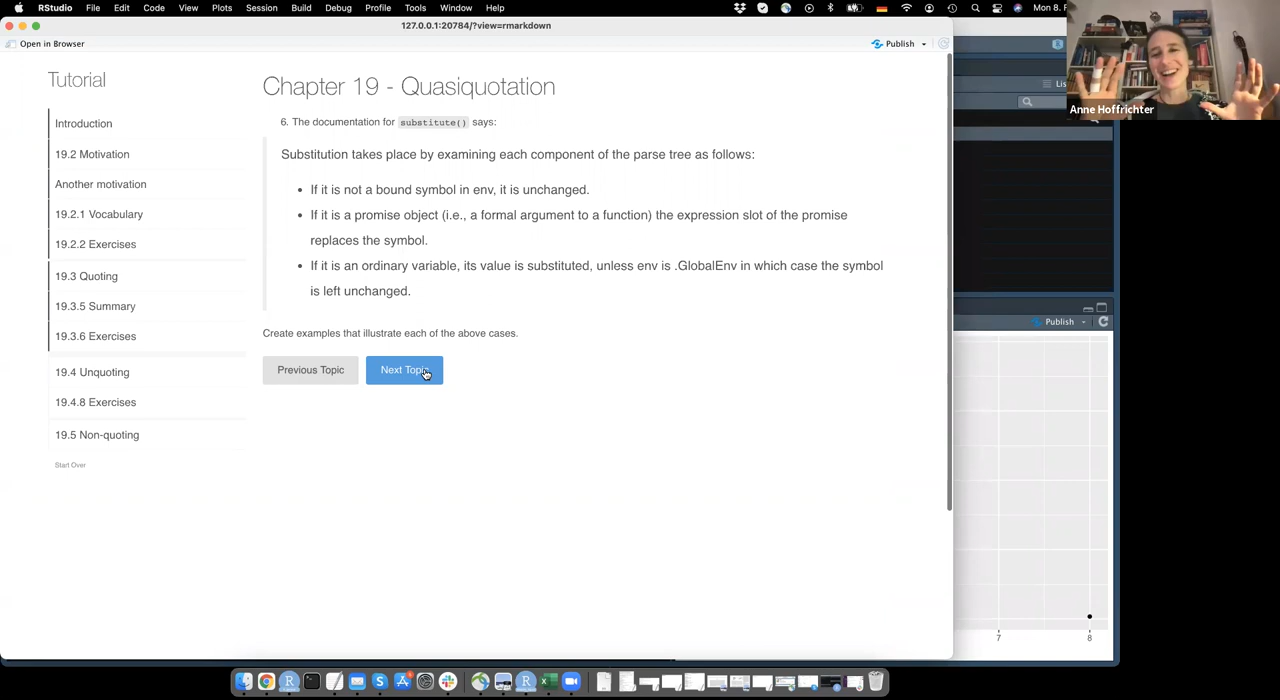 RStudio File Edit Code View Plots Session Build Debug Profile Tools Window Help
Mon 8. F
127.0.0.1:20784/?view=rmarkdown
Open in Browser
Publish
Lis
Anne Hoffrichter
Tutorial
Introduction
19.2 Motivation
Another motivation
19.2.1 Vocabulary
19.2.2 Exercises
19.3 Quoting
19.3.5 Summary
19.3.6 Exercises
19.4 Unquoting
19.4.8 Exercises
19.5 Non-quoting
Start Over
Chapter 19 - Quasiquotation
6. The documentation for substitute() says:
Substitution takes place by examining each component of the parse tree as follows:
• If it is not a bound symbol in env, it is unchanged.
• If it is a promise object (i.e., a formal argument to a function) the expression slot of the promise
replaces the symbol.
• If it is an ordinary variable, its value is substituted, unless env is .GlobalEnv in which case the symbol
is left unchanged.
Create examples that illustrate each of the above cases.
Previous Topic
Next Topic
Publish
7
8